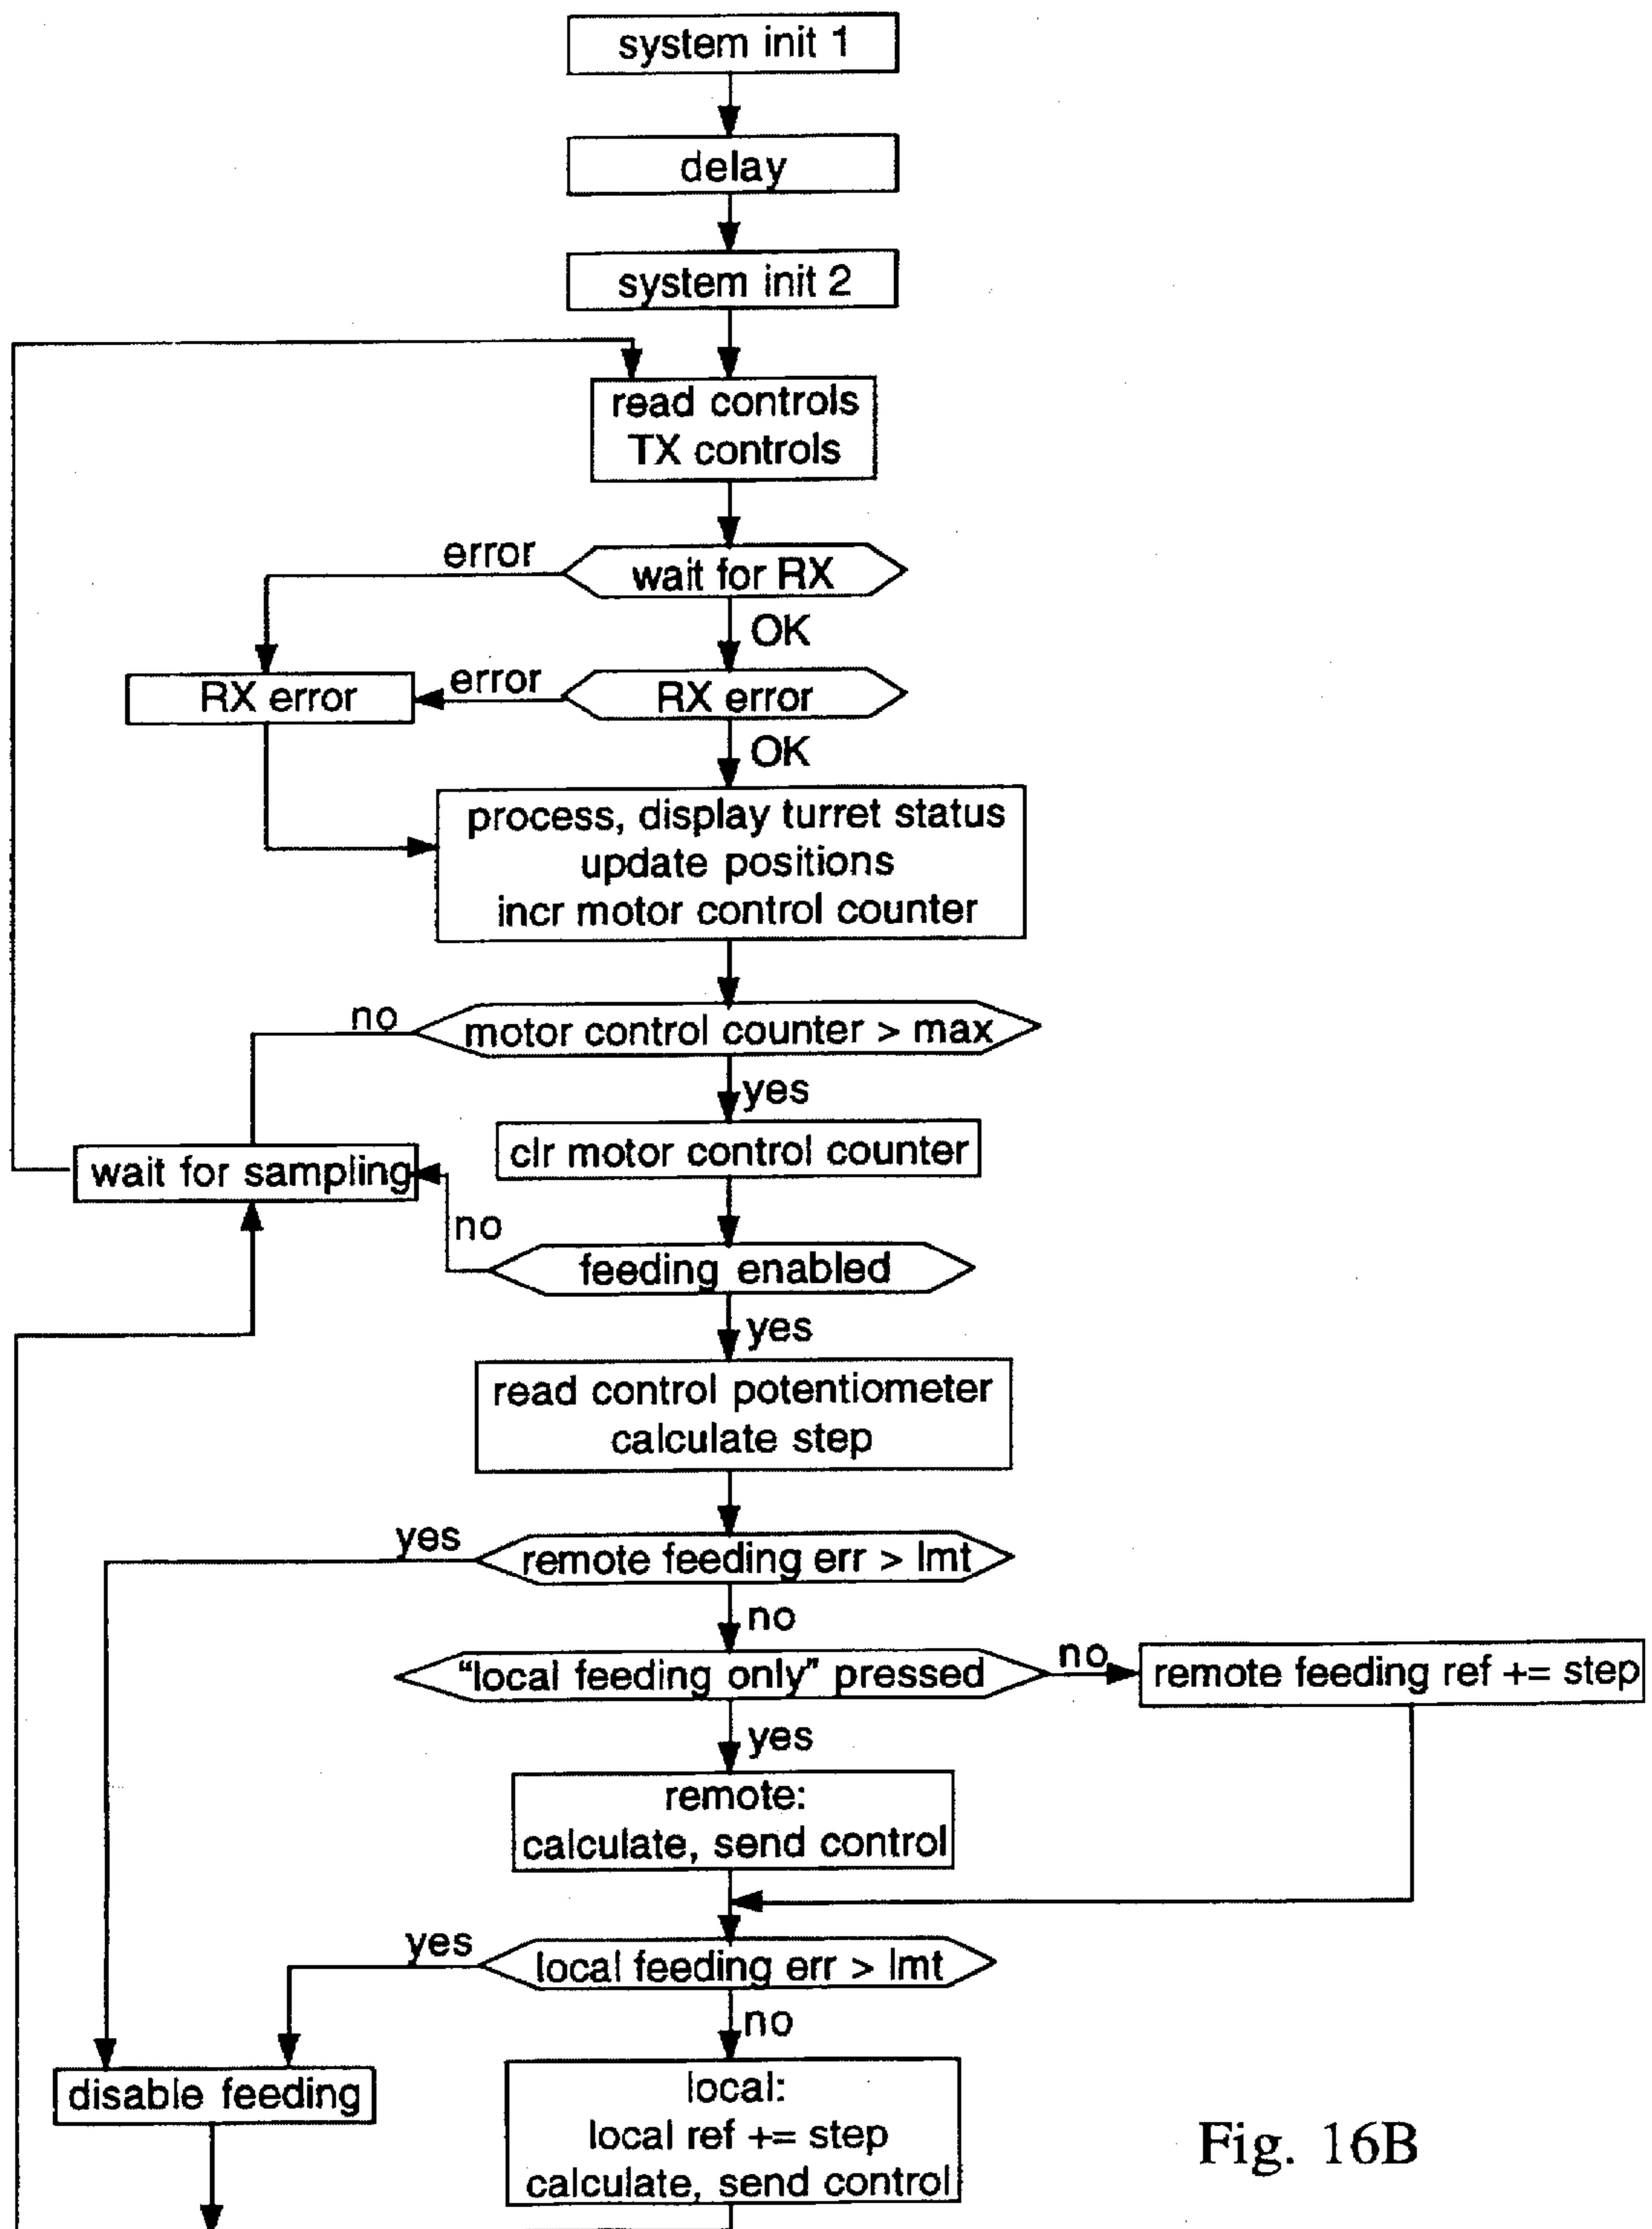 system init 1
delay
system init 2
read controls
TX controls
error
wait for RX
OK
RX error
error
RX error
OK
process, display turret status
update positions
incr motor control counter
no
motor control counter > max
yes
clr motor control counter
wait for sampling
no
feeding enabled
yes
read control potentiometer
calculate step
yes
remote feeding err > lmt
no
"local feeding only" pressed
no
remote feeding ref += step
yes
remote:
calculate, send control
yes
local feeding err > lmt
no
disable feeding
local:
local ref += step
calculate, send control
Fig. 16B